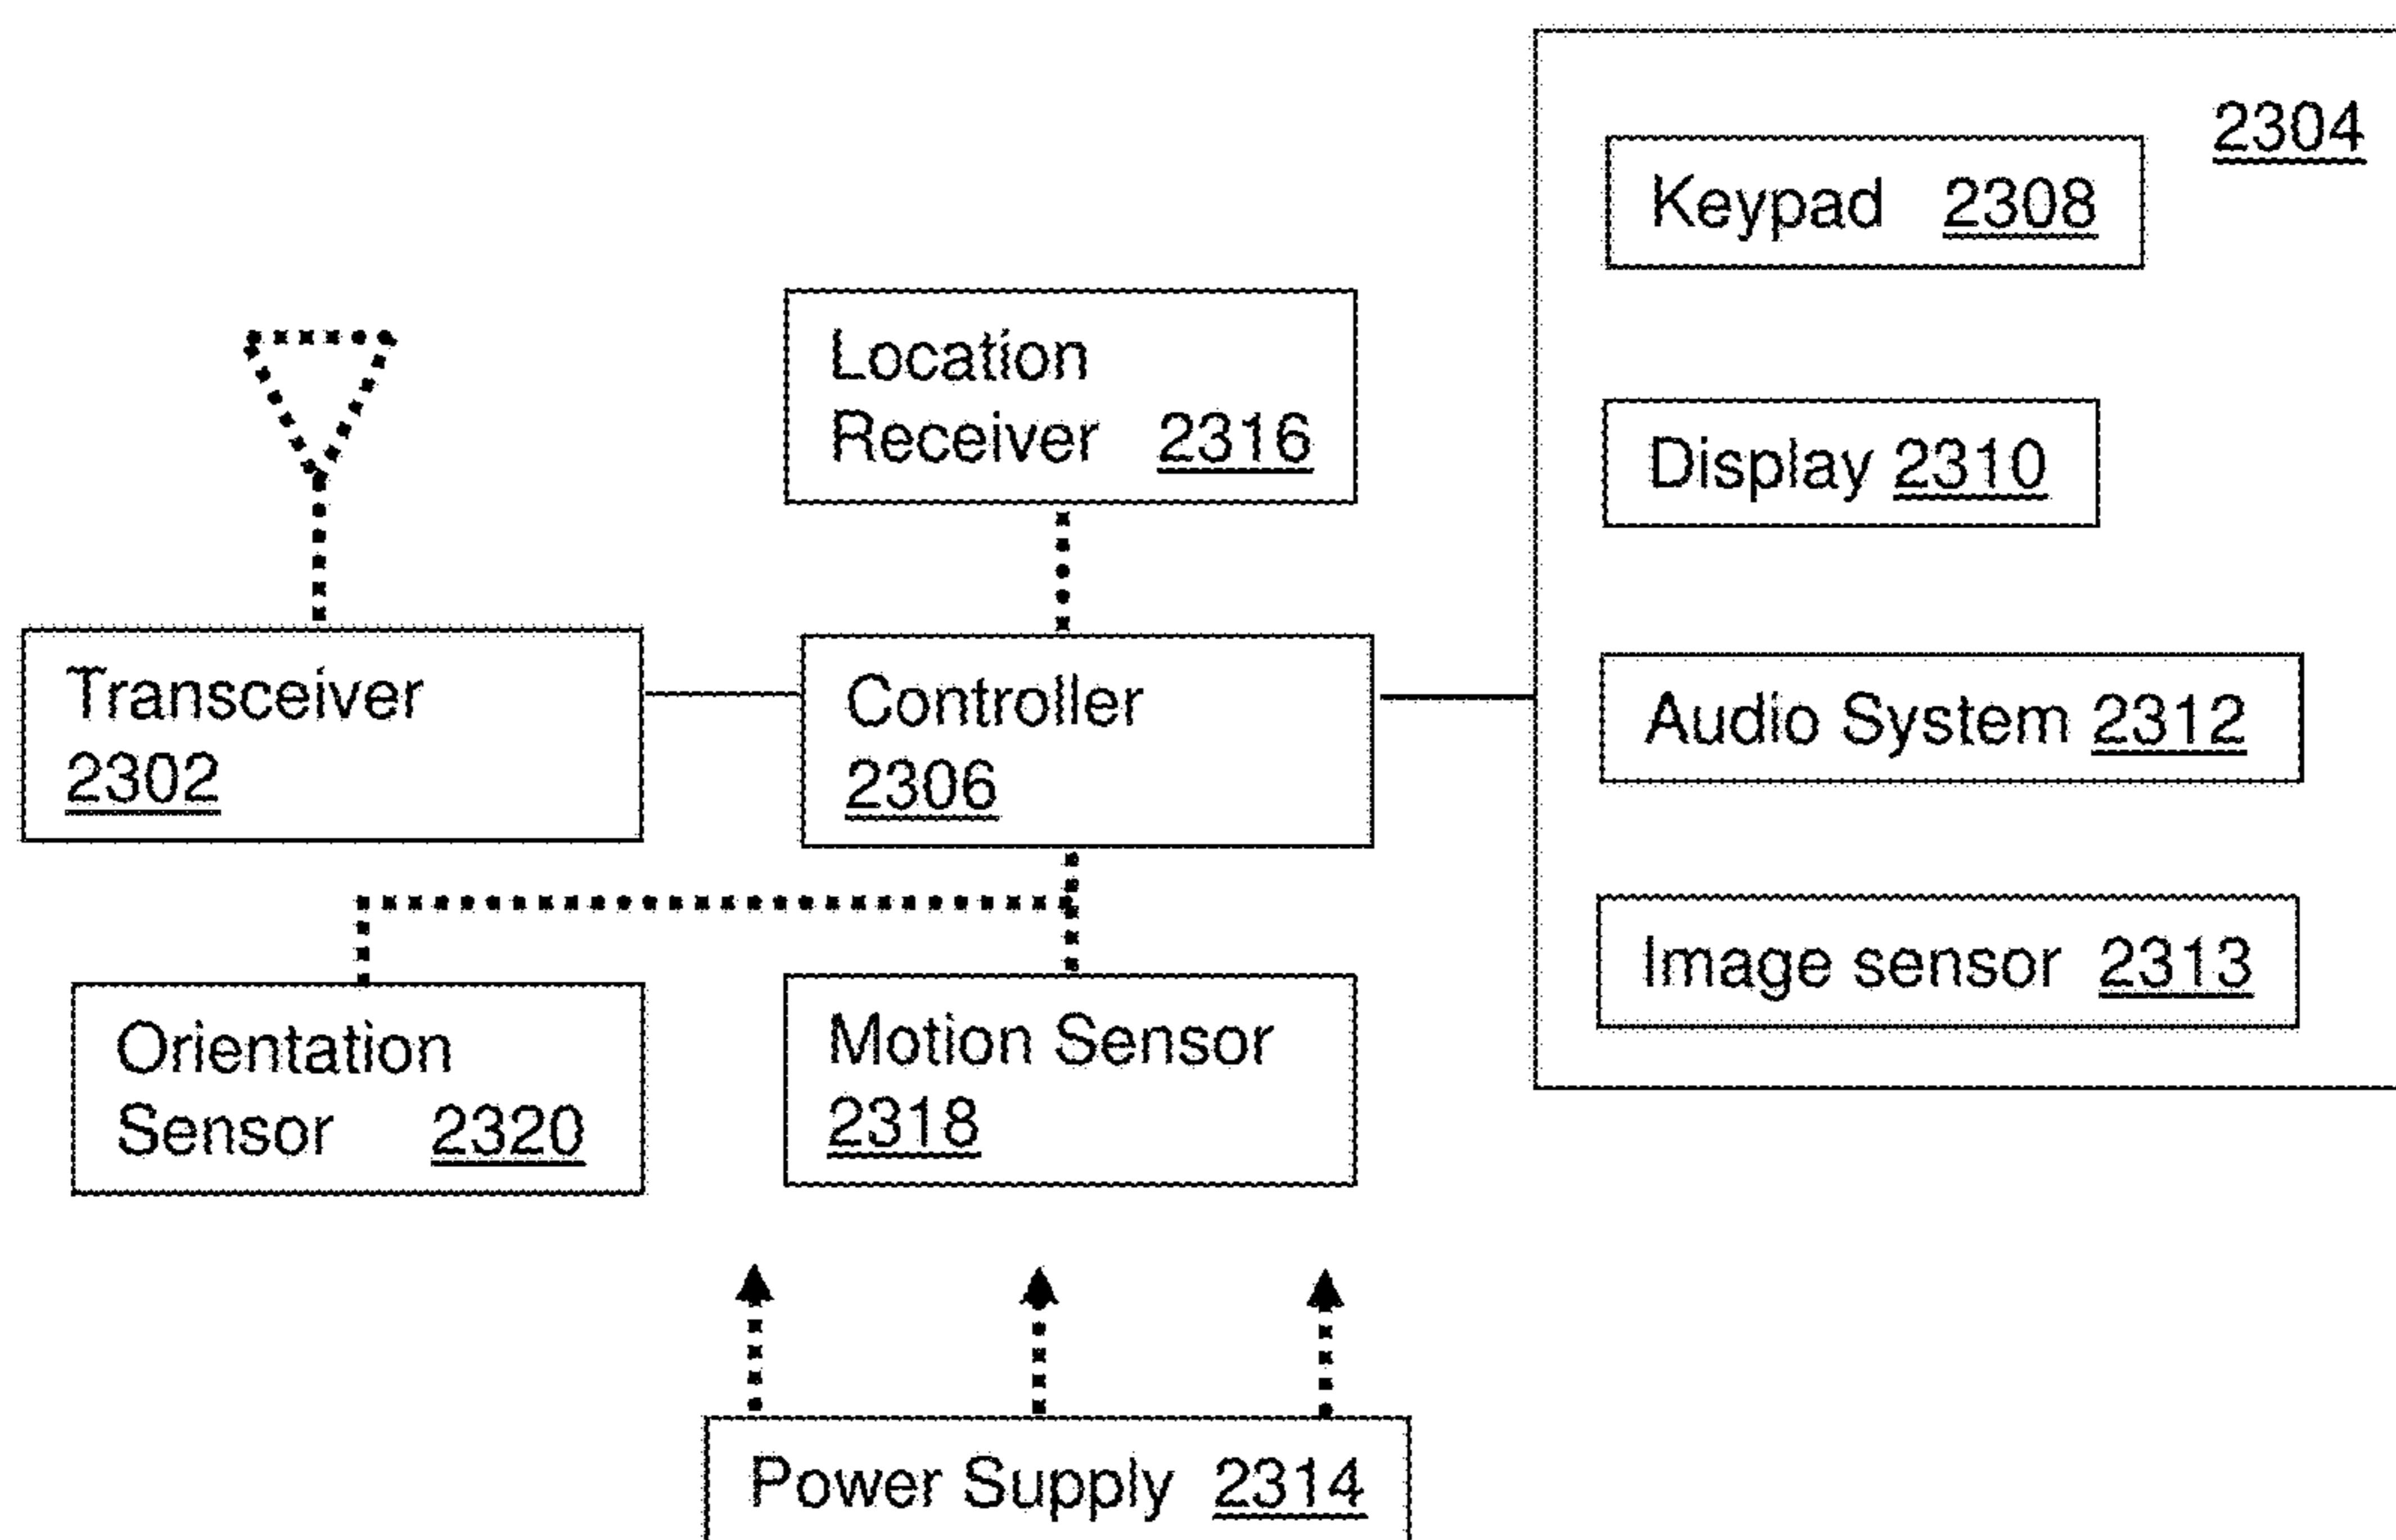 2304
Keypad 2308
Location
Receiver 2316
Display 2310
Transceiver
2302
Controller
2306
Audio System 2312
Image sensor 2313
Orientation
Sensor 2320
Motion Sensor
2318
Power Supply 2314